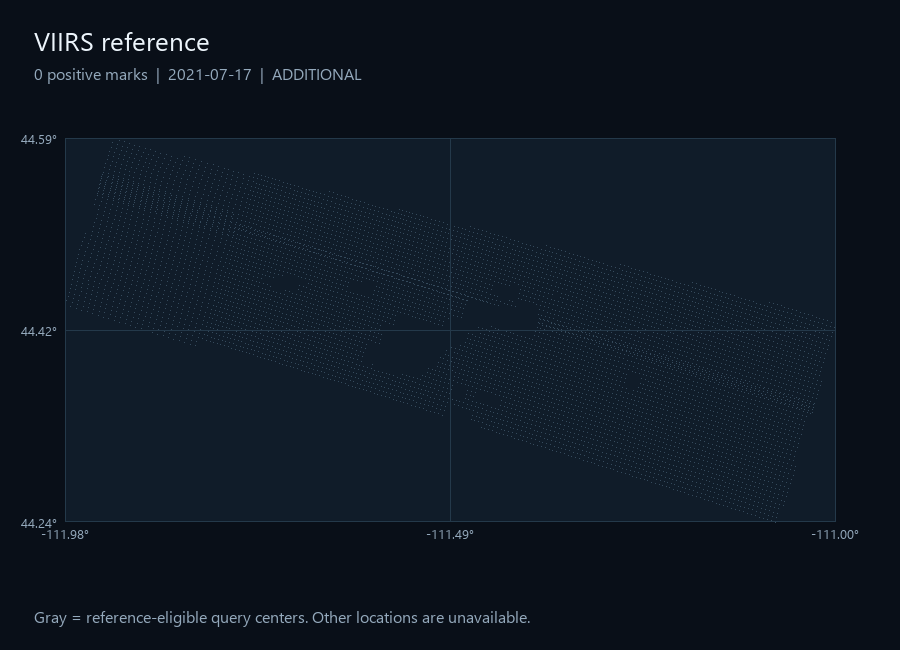 VIIRS reference
0 positive marks | 2021-07-17 | ADDITIONAL
44.59°
44.42°
44.24°
-111.98° -111.49° -111.00°
Gray = reference-eligible query centers. Other locations are unavailable.